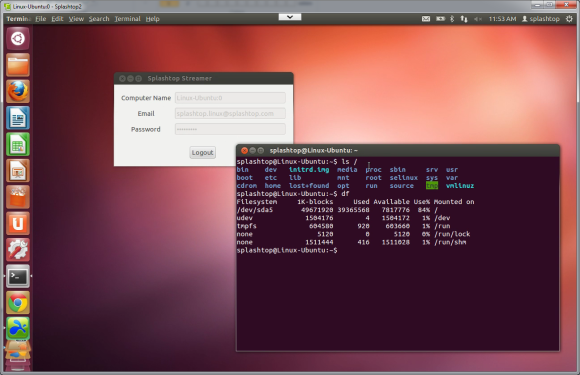 Linux-Ubuntu0 - Splashtop2
Termin File Edit View Search Terminal Help 11:53 AM splashtop
Splashtop Streamer
Computer Name Linux-Ubuntu0
Email splashtop.linux@splashtop.com
Password ••••••
Logout
splashtop@Linux-Ubuntu: ~
splashtop@Linux-Ubuntu:~$ ls /
bin dev initrd.img media proc sbin srv usr
boot etc lib mnt root selinux sys var
cdrom home lost+found opt run source tmp vmlinuz
splashtop@Linux-Ubuntu:~$ df
Filesystem 1K-blocks Used Available Use% Mounted on
/dev/sda5 49671920 39365568 7817776 84% /
udev 1504176 4 1504172 1% /dev
tmpfs 604580 920 603660 1% /run
none 5120 0 5120 0% /run/lock
none 1511444 416 1511028 1% /run/shm
splashtop@Linux-Ubuntu:~$